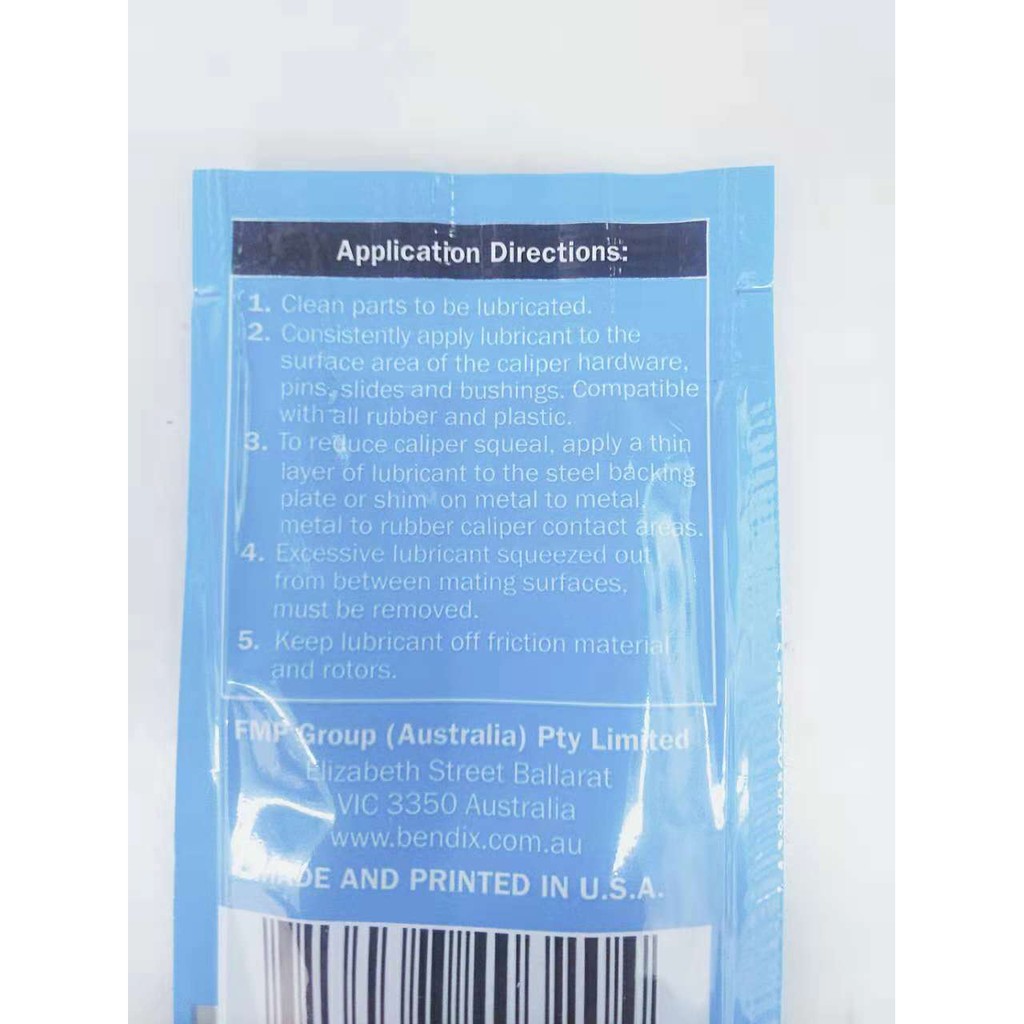 Application Directions:
1. Clean parts to be lubricated.
2. Consistently apply lubricant to the
surface area of the caliper hardware,
pins, slides and bushings. Compatible
with all rubber and plastic.
3. To reduce caliper squeal, apply a thin
layer of lubricant to the steel backing
plate or shim on metal to metal,
metal to rubber caliper contact areas.
4. Excessive lubricant squeezed out
from between mating surfaces,
must be removed.
5. Keep lubricant off friction material
and rotors.
FMP Group (Australia) Pty Limited
Elizabeth Street Ballarat
VIC 3350 Australia
www.bendix.com.au
MADE AND PRINTED IN U.S.A.